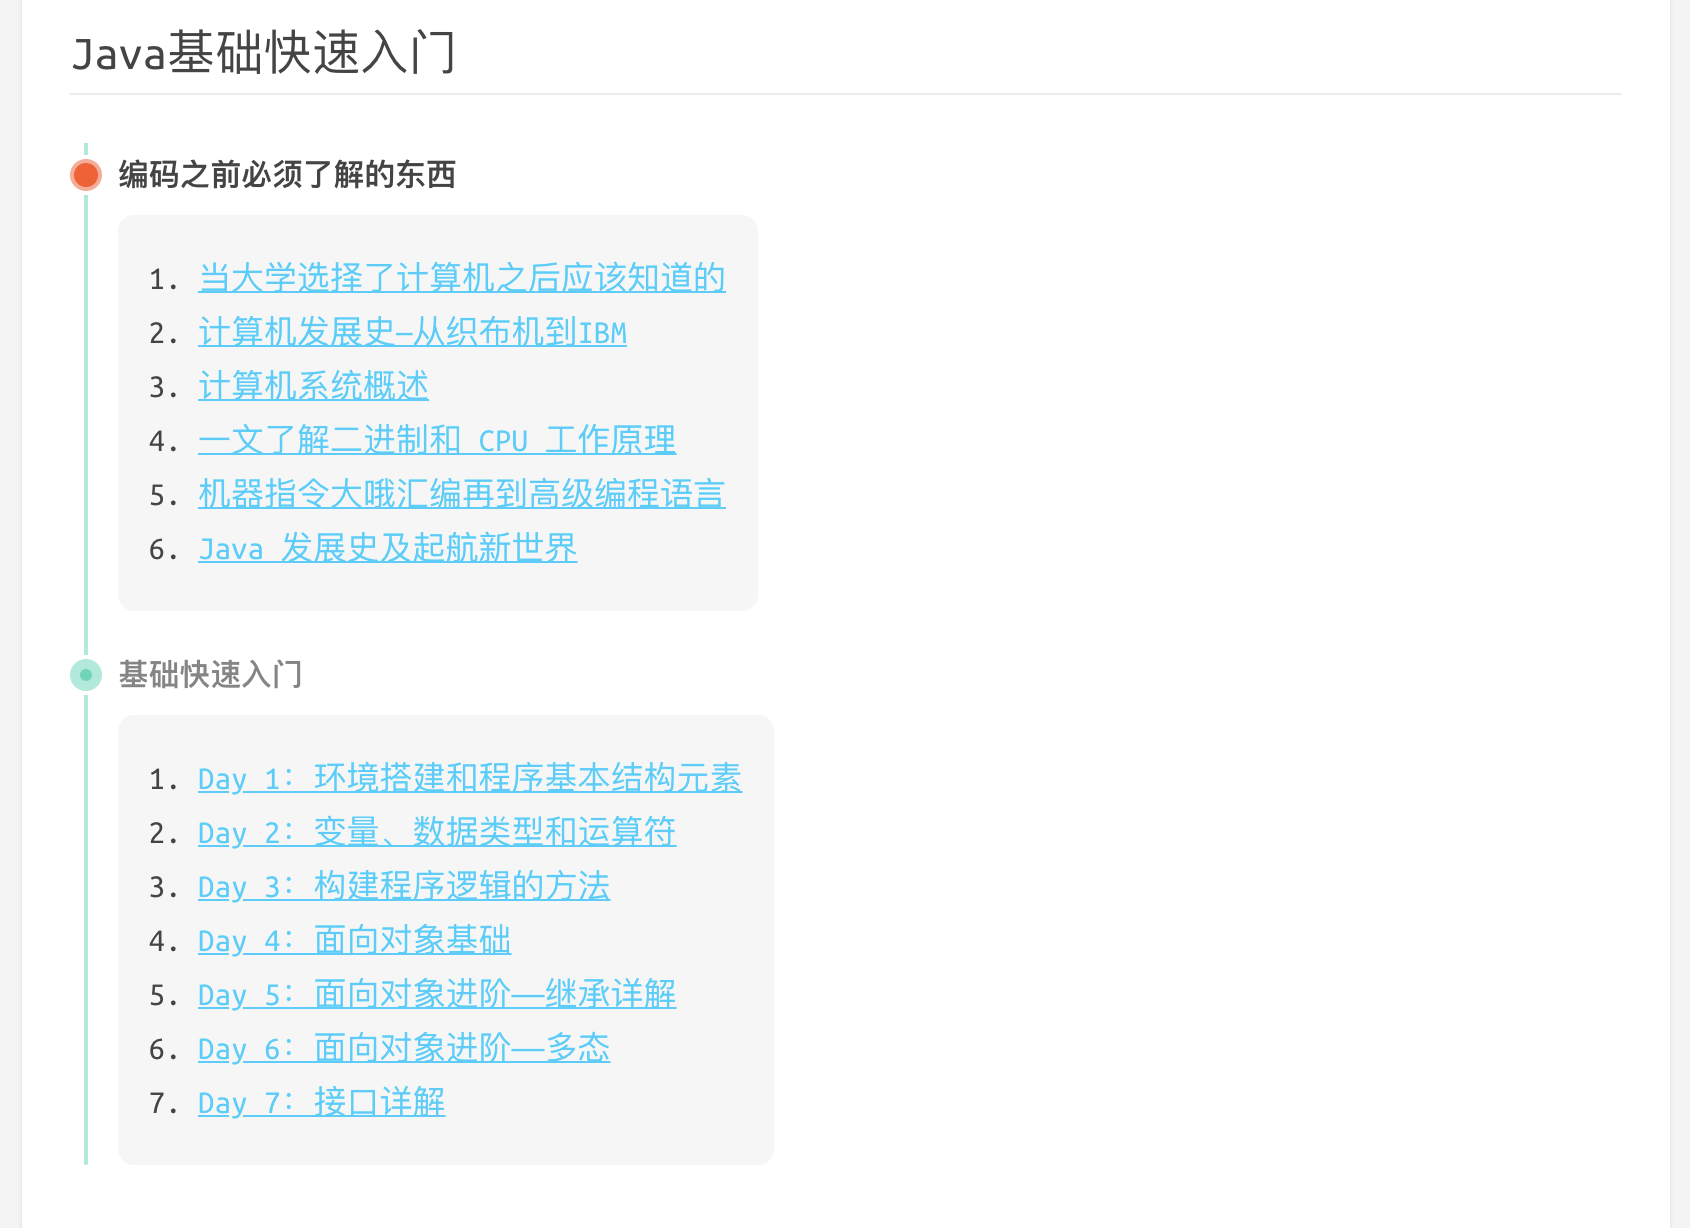 Java基础快速入门
编码之前必须了解的东西
1. 当大学选择了计算机之后应该知道的
2. 计算机发展史—从织布机到IBM
3. 计算机系统概述
4. 一文了解二进制和 CPU 工作原理
5. 机器指令大哦汇编再到高级编程语言
6. Java 发展史及起航新世界
基础快速入门
1. Day 1: 环境搭建和程序基本结构元素
2. Day 2: 变量、数据类型和运算符
3. Day 3: 构建程序逻辑的方法
4. Day 4: 面向对象基础
5. Day 5: 面向对象进阶——继承详解
6. Day 6: 面向对象进阶——多态
7. Day 7: 接口详解